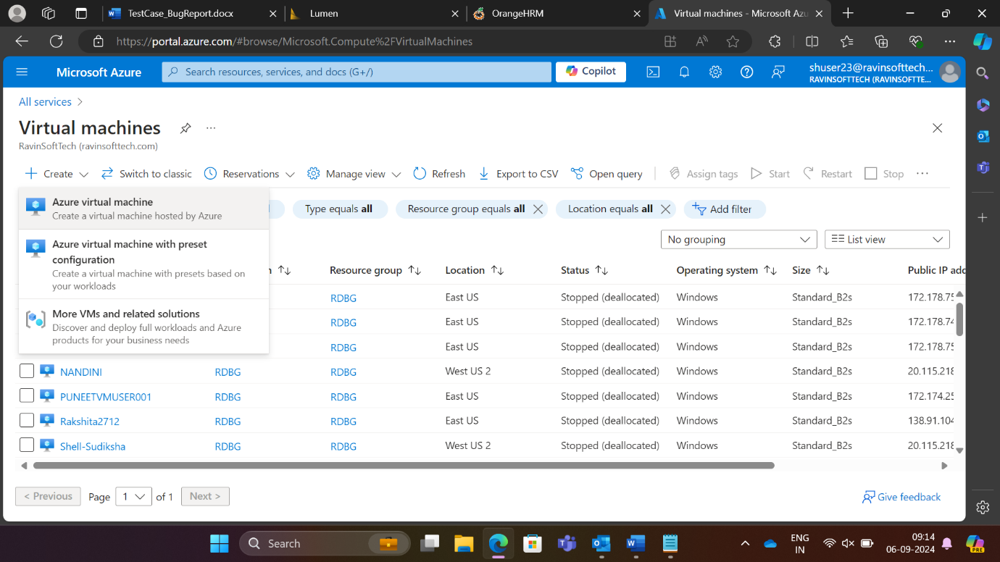 TestCase_BugReport.docx
Lumen
OrangeHRM
Virtual machines - Microsoft Azu
https://portal.azure.com/#browse/Microsoft.Compute%2FVirtualMachines
Microsoft Azure
Search resources, services, and docs (G+/)
Copilot
shuser23@ravinsofttech...
RAVINSOFTTECH (RAVINSOFTTE...
All services
Virtual machines
RavinSoftTech (ravinsofttech.com)
Create
Switch to classic
Reservations
Manage view
Refresh
Export to CSV
Open query
Assign tags
Start
Restart
Stop
Azure virtual machine
Create a virtual machine hosted by Azure
Azure virtual machine with preset
configuration
Create a virtual machine with presets based on
your workloads
More VMs and related solutions
Discover and deploy full workloads and Azure
products for your business needs
Type equals all
Resource group equals all
Location equals all
Add filter
No grouping
List view
Resource group Location Status Operating system Size Public IP add
RDBG East US Stopped (deallocated) Windows Standard_B2s 172.178.75
RDBG East US Stopped (deallocated) Windows Standard_B2s 172.178.74
RDBG East US Stopped (deallocated) Windows Standard_B2s 172.178.75
NANDINI RDBG RDBG West US 2 Stopped (deallocated) Windows Standard_B2s 20.115.218
PUNEETVMUSER001 RDBG RDBG East US Stopped (deallocated) Windows Standard_B2s 172.174.25
Rakshita2712 RDBG RDBG East US Stopped (deallocated) Windows Standard_B2s 138.91.104
Shell-Sudiksha RDBG RDBG West US 2 Stopped (deallocated) Windows Standard_B2s 20.115.218
< Previous
Page
1
of 1
Next >
Give feedback
Search
ENG
IN
09:14
06-09-2024
PRE